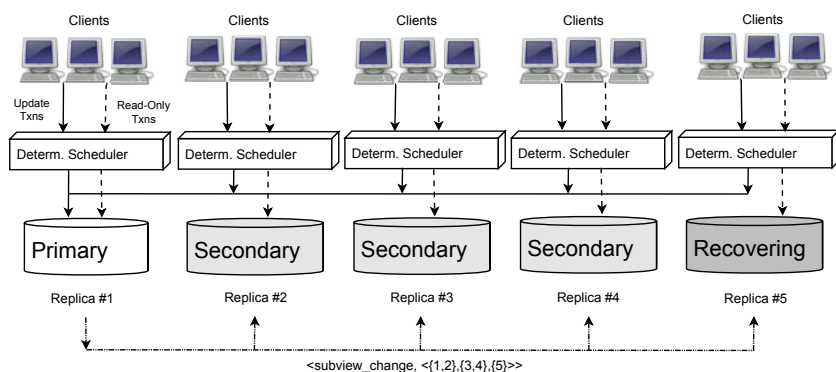 Clients Clients Clients Clients Clients
Update Txns
Read-Only Txns
Determ. Scheduler Determ. Scheduler Determ. Scheduler Determ. Scheduler Determ. Scheduler
Primary Secondary Secondary Secondary Recovering
Replica #1 Replica #2 Replica #3 Replica #4 Replica #5
<subview_change, <{1,2},{3,4},{5}>>